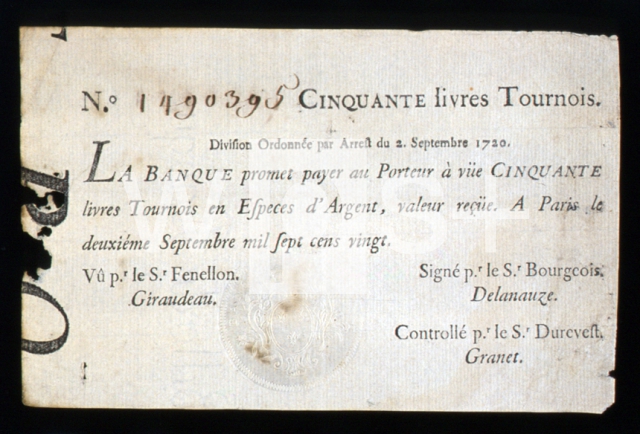 N.º 1490395 CINQUANTE livres Tournois.
Diviſion Ordonnée par Arreſt du 2. Septembre 1720.
LA BANQUE promet payer au Porteur à vüe CINQUANTE
livres Tournois en Eſpeces d'Argent, valeur reçüe. A Paris le
deuxiéme Septembre mil ſept cens vingt.
Vû p.r le S.r Fenellon.
Giraudeau.
Signé p.r le S.r Bourgeois.
Delanauze.
Controllé p.r le S.r Dureveſt.
Granet.